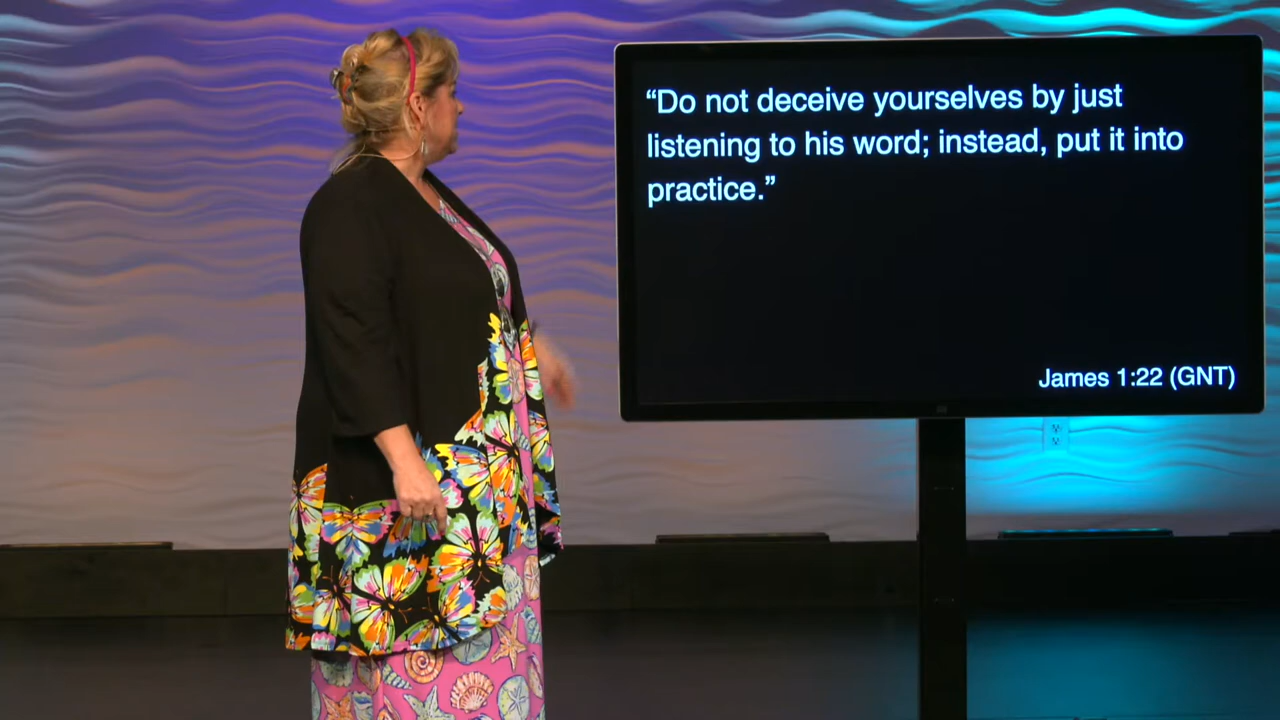 “Do not deceive yourselves by just
listening to his word; instead, put it into
practice.”
James 1:22 (GNT)